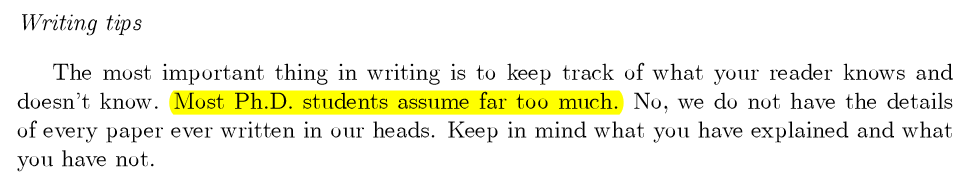 Writing tips
The most important thing in writing is to keep track of what your reader knows and
doesn't know. Most Ph.D. students assume far too much. No, we do not have the details
of every paper ever written in our heads. Keep in mind what you have explained and what
you have not.